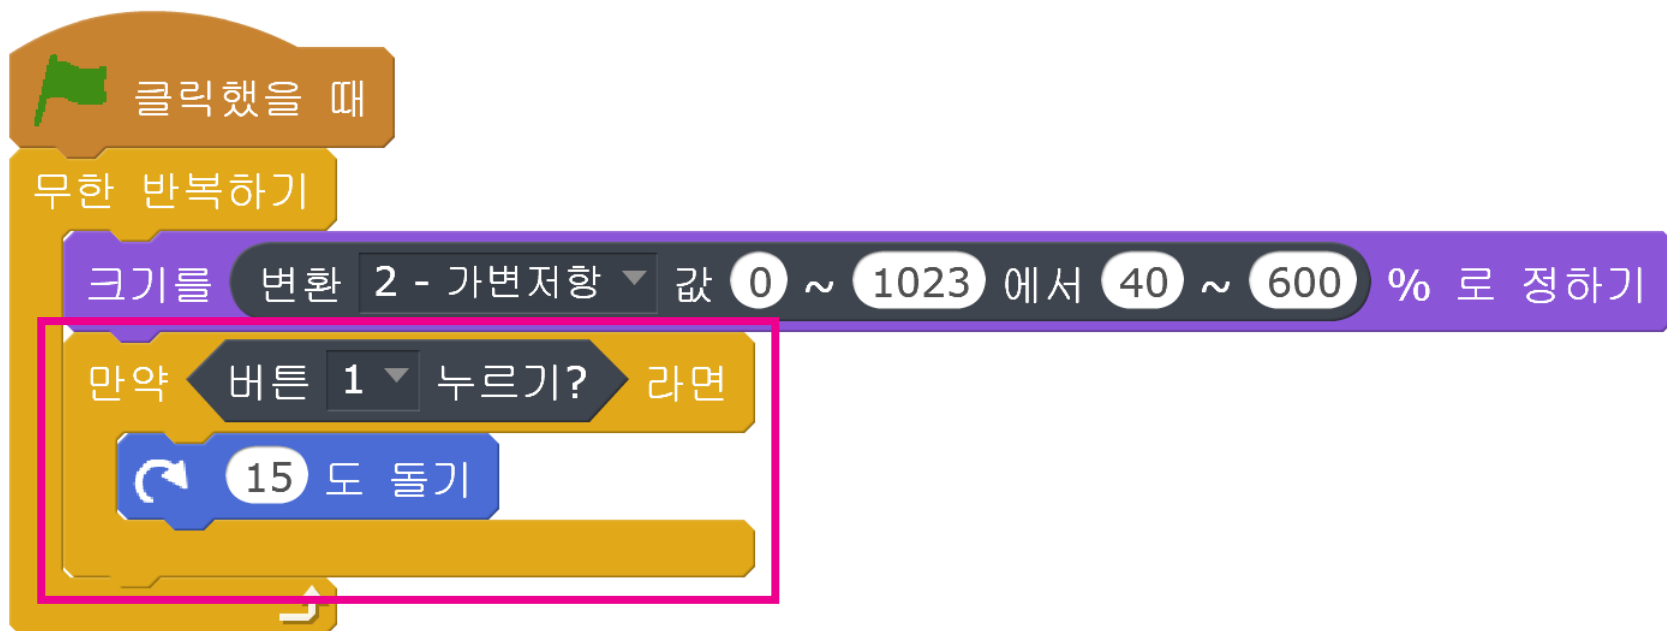 클릭했을 때
무한 반복하기
크기를 변환 2 - 가변저항 값 0 ~ 1023 에서 40 ~ 600 % 로 정하기
만약 버튼 1 누르기? 라면
15 도 돌기